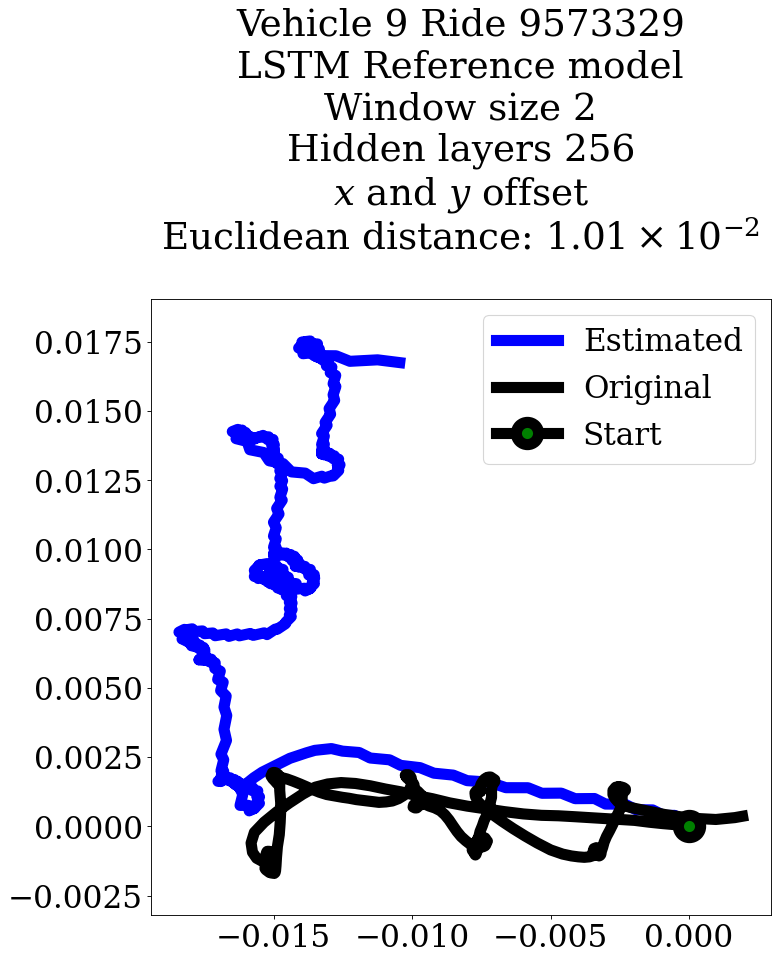 Vehicle 9 Ride 9573329
LSTM Reference model
Window size 2
Hidden layers 256
x and y offset
Euclidean distance: 1.01 × 10⁻²
Estimated
Original
Start
0.0175
0.0150
0.0125
0.0100
0.0075
0.0050
0.0025
0.0000
−0.0025
−0.015 −0.010 −0.005 0.000